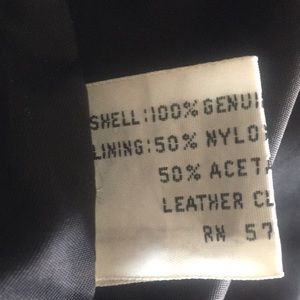 SHELL:100% GENUI
LINING:50% NYLO
50% ACETA
LEATHER CL
RN 57